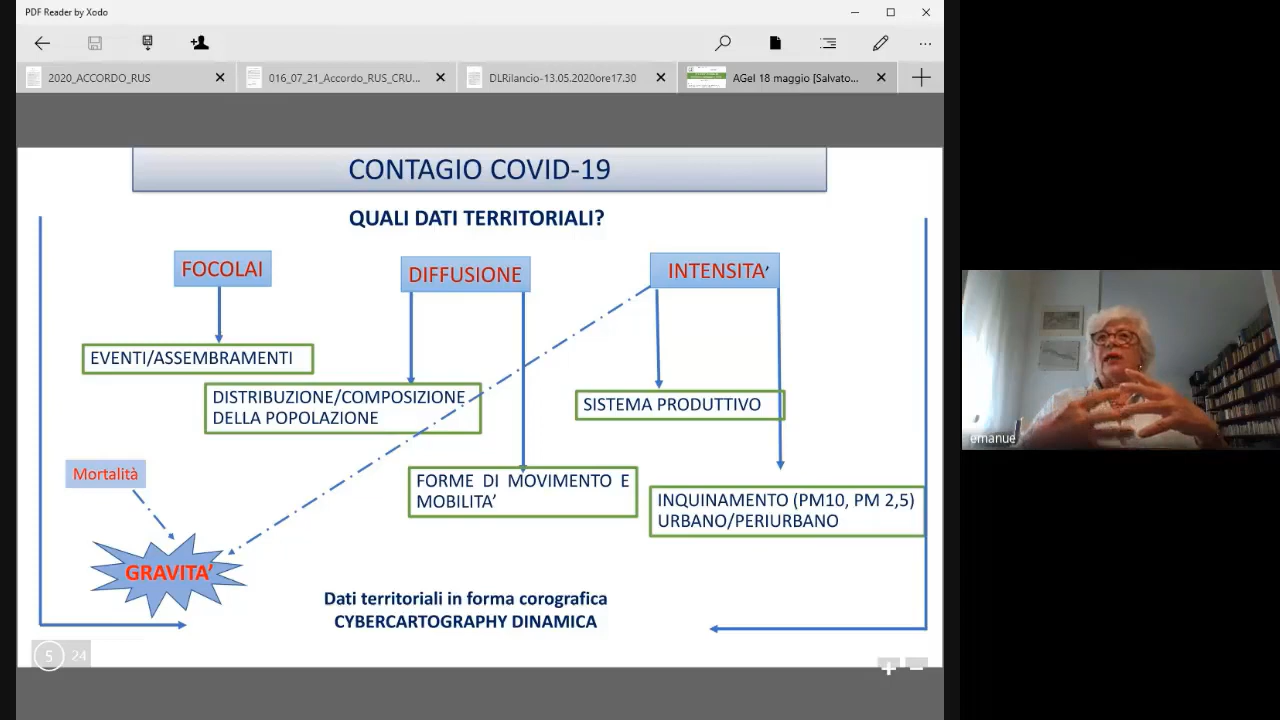 PDF Reader by Xodo
2020_ACCORDO_RUS
016_07_21_Accordo_RUS_CRU...
DLRilancio-13.05.2020ore17.30
AGeI 18 maggio [Salvato...
CONTAGIO COVID-19
QUALI DATI TERRITORIALI?
FOCOLAI
DIFFUSIONE
INTENSITA’
EVENTI/ASSEMBRAMENTI
DISTRIBUZIONE/COMPOSIZIONE
DELLA POPOLAZIONE
SISTEMA PRODUTTIVO
Mortalità
FORME DI MOVIMENTO E
MOBILITA’
INQUINAMENTO (PM10, PM 2,5)
URBANO/PERIURBANO
GRAVITA’
Dati territoriali in forma corografica
CYBERCARTOGRAPHY DINAMICA
5 24
emanue